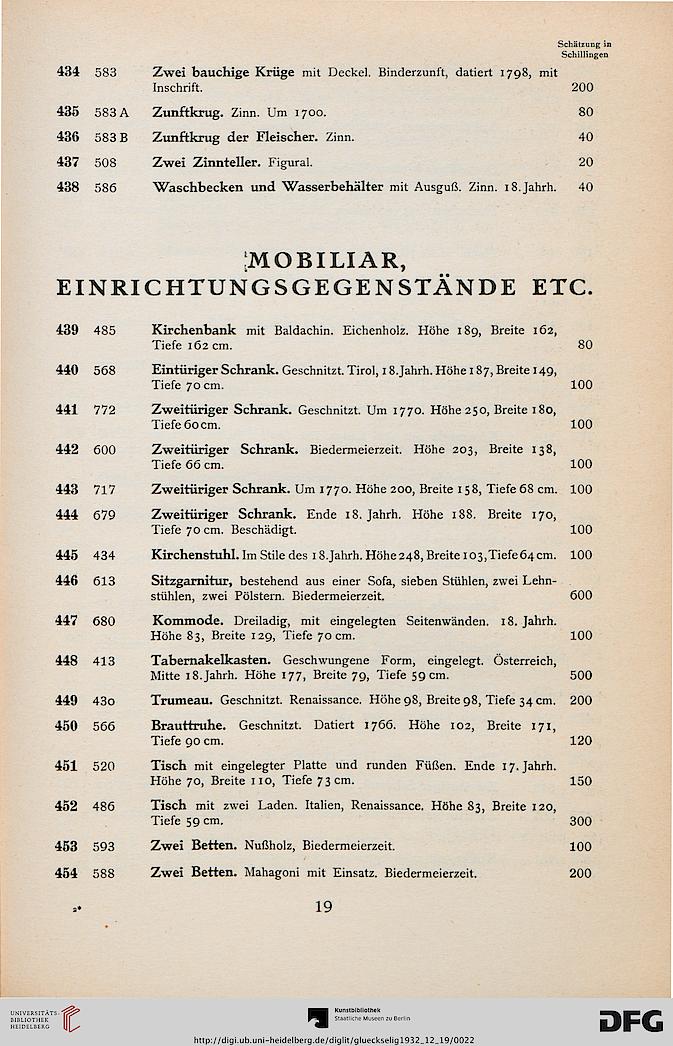 Schätzung in
Schillingen
434 583 Zwei bauchige Krüge mit Deckel. Binderzunft, datiert 1798, mit
Inschrift. 200
435 583 A Zunftkrug. Zinn. Um 1700. 80
436 583 B Zunftkrug der Fleischer. Zinn. 40
437 508 Zwei Zinnteller. Figural. 20
438 586 Waschbecken und Wasserbehälter mit Ausguß. Zinn. 18. Jahrh. 40
MOBILIAR,
EINRICHTUNGSGEGENSTÄNDE ETC.
439 485 Kirchenbank mit Baldachin. Eichenholz. Höhe 189, Breite 162,
Tiefe 162 cm. 80
440 568 Eintüriger Schrank. Geschnitzt. Tirol, 18. Jahrh. Höhe 187, Breite 149,
Tiefe 70 cm. 100
441 772 Zweitüriger Schrank. Geschnitzt. Um 1770. Höhe 250, Breite 180,
Tiefe 60 cm. 100
442 600 Zweitüriger Schrank. Biedermeierzeit. Höhe 203, Breite 138,
Tiefe 66 cm. 100
443 717 Zweitüriger Schrank. Um 1770. Höhe 200, Breite 158, Tiefe 68 cm. 100
444 679 Zweitüriger Schrank. Ende 18. Jahrh. Höhe 188. Breite 170,
Tiefe 70 cm. Beschädigt. 100
445 434 Kirchenstuhl. Im Stile des 18. Jahrh. Höhe 248, Breite 103, Tiefe 64 cm. 100
446 613 Sitzgarnitur, bestehend aus einer Sofa, sieben Stühlen, zwei Lehn-
stühlen, zwei Pölstern. Biedermeierzeit. 600
447 680 Kommode. Dreiladig, mit eingelegten Seitenwänden. 18. Jahrh.
Höhe 83, Breite 129, Tiefe 70 cm. 100
448 413 Tabernakelkasten. Geschwungene Form, eingelegt. Österreich,
Mitte 18. Jahrh. Höhe 177, Breite 79, Tiefe 59 cm. 500
449 430 Trumeau. Geschnitzt. Renaissance. Höhe 98, Breite 98, Tiefe 34 cm. 200
450 566 Brauttruhe. Geschnitzt. Datiert 1766. Höhe 102, Breite 171,
Tiefe 90 cm. 120
451 520 Tisch mit eingelegter Platte und runden Füßen. Ende 17. Jahrh.
Höhe 70, Breite 110, Tiefe 73 cm. 150
452 486 Tisch mit zwei Laden. Italien, Renaissance. Höhe 83, Breite 120,
Tiefe 59 cm. 300
453 593 Zwei Betten. Nußholz, Biedermeierzeit. 100
454 588 Zwei Betten. Mahagoni mit Einsatz. Biedermeierzeit. 200
2* 19
UNIVERSITÄTS-
BIBLIOTHEK
HEIDELBERG
Kunstbibliothek
Staatliche Museen zu Berlin
DFG
http://digi.ub.uni-heidelberg.de/diglit/glueckselig1932_12_19/0022